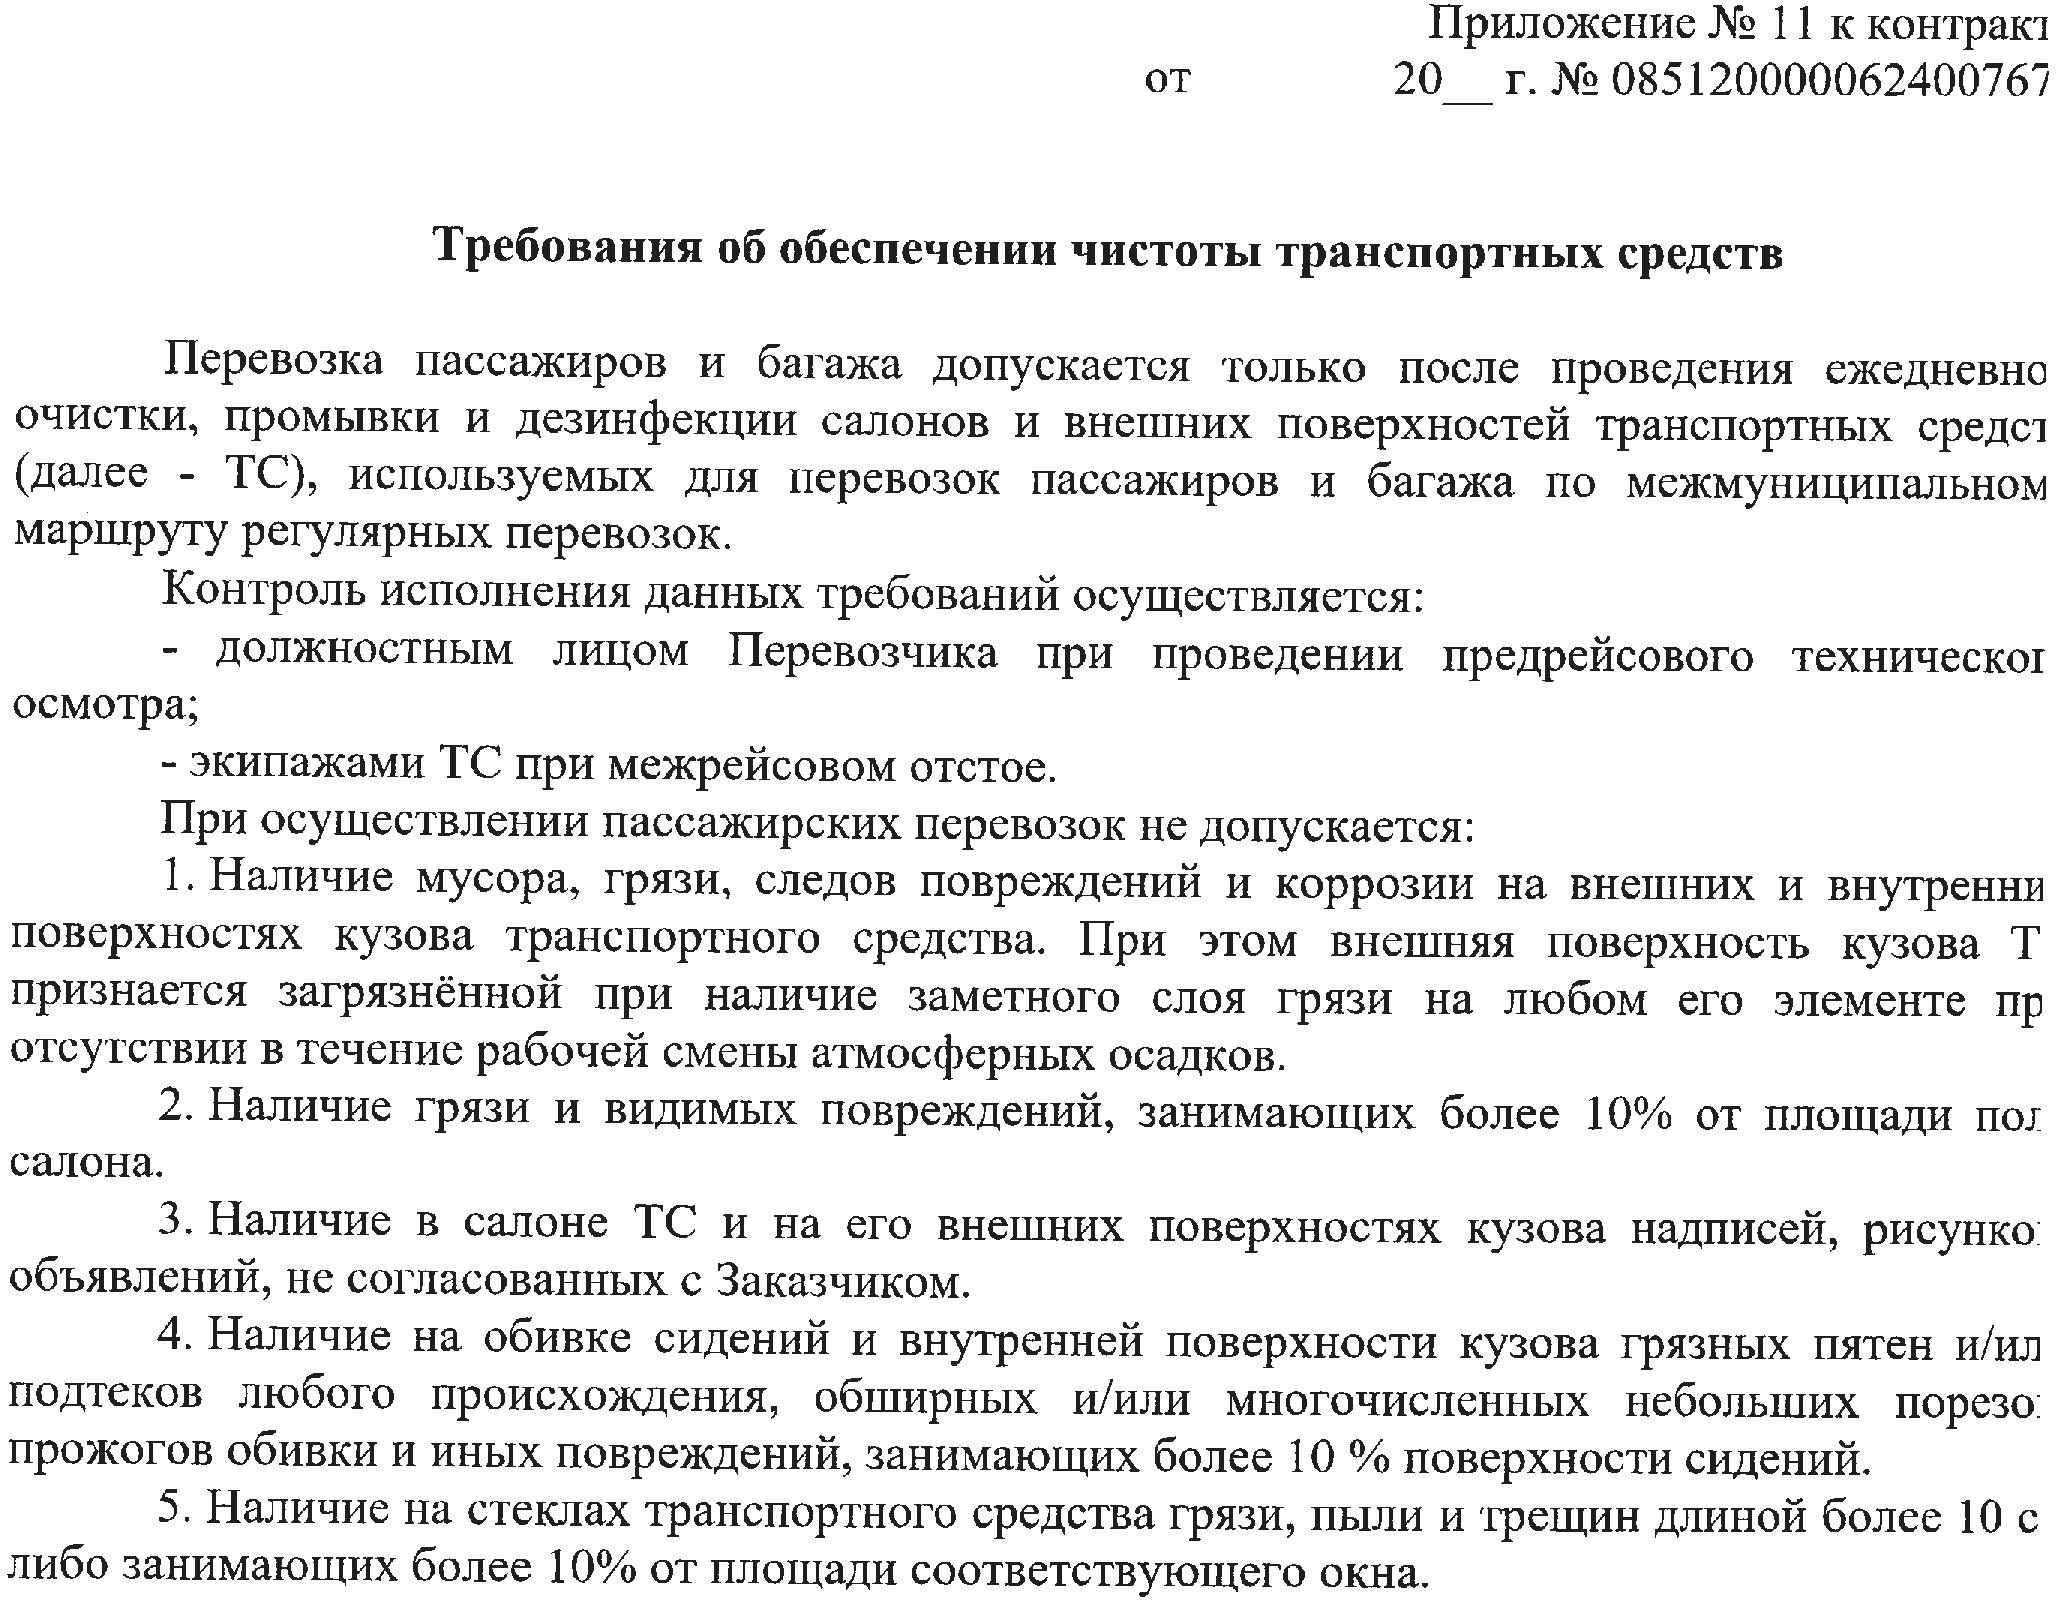 Приложение № 11 к контракт
от 20__ г. № 085120000062400767
Требования об обеспечении чистоты транспортных средств
Перевозка пассажиров и багажа допускается только после проведения ежедневно
очистки, промывки и дезинфекции салонов и внешних поверхностей транспортных средст
(далее - ТС), используемых для перевозок пассажиров и багажа по межмуниципальном
маршруту регулярных перевозок.
Контроль исполнения данных требований осуществляется:
- должностным лицом Перевозчика при проведении предрейсового техническог
осмотра;
- экипажами ТС при межрейсовом отстое.
При осуществлении пассажирских перевозок не допускается:
1. Наличие мусора, грязи, следов повреждений и коррозии на внешних и внутренни
поверхностях кузова транспортного средства. При этом внешняя поверхность кузова Т
признается загрязнённой при наличие заметного слоя грязи на любом его элементе пр
отсутствии в течение рабочей смены атмосферных осадков.
2. Наличие грязи и видимых повреждений, занимающих более 10% от площади пол
салона.
3. Наличие в салоне ТС и на его внешних поверхностях кузова надписей, рисунко
объявлений, не согласованных с Заказчиком.
4. Наличие на обивке сидений и внутренней поверхности кузова грязных пятен и/ил
подтеков любого происхождения, обширных и/или многочисленных небольших порезо
прожогов обивки и иных повреждений, занимающих более 10 % поверхности сидений.
5. Наличие на стеклах транспортного средства грязи, пыли и трещин длиной более 10 с
либо занимающих более 10% от площади соответствующего окна.